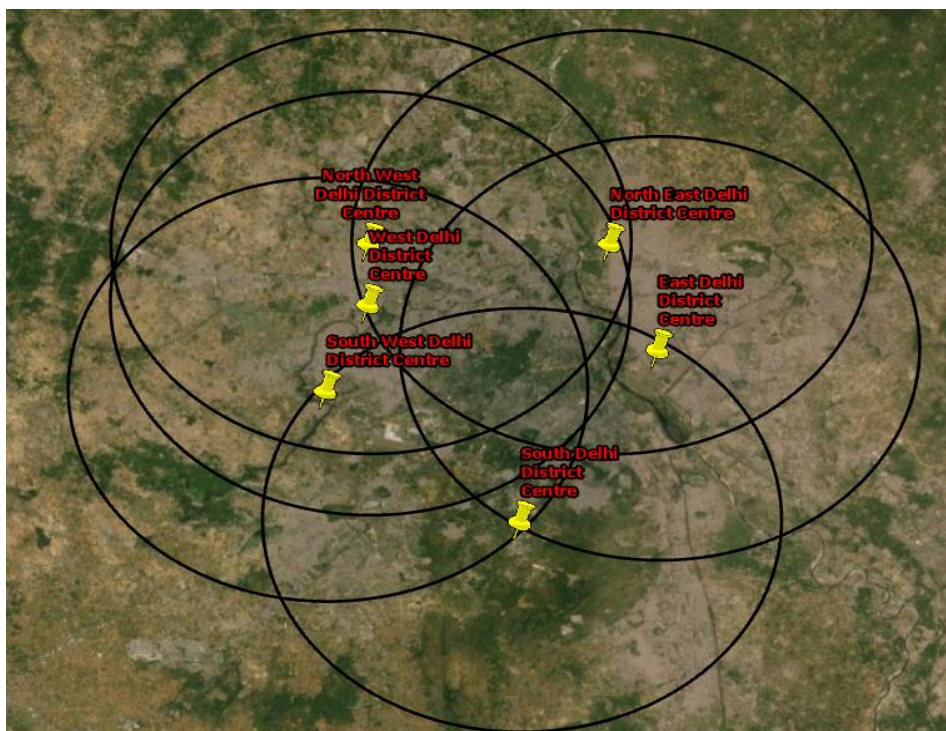 North West
Delhi District
Centre
North East Delhi
District Centre
West Delhi
District
Centre
East Delhi
District
Centre
South West Delhi
District Centre
South Delhi
District
Centre